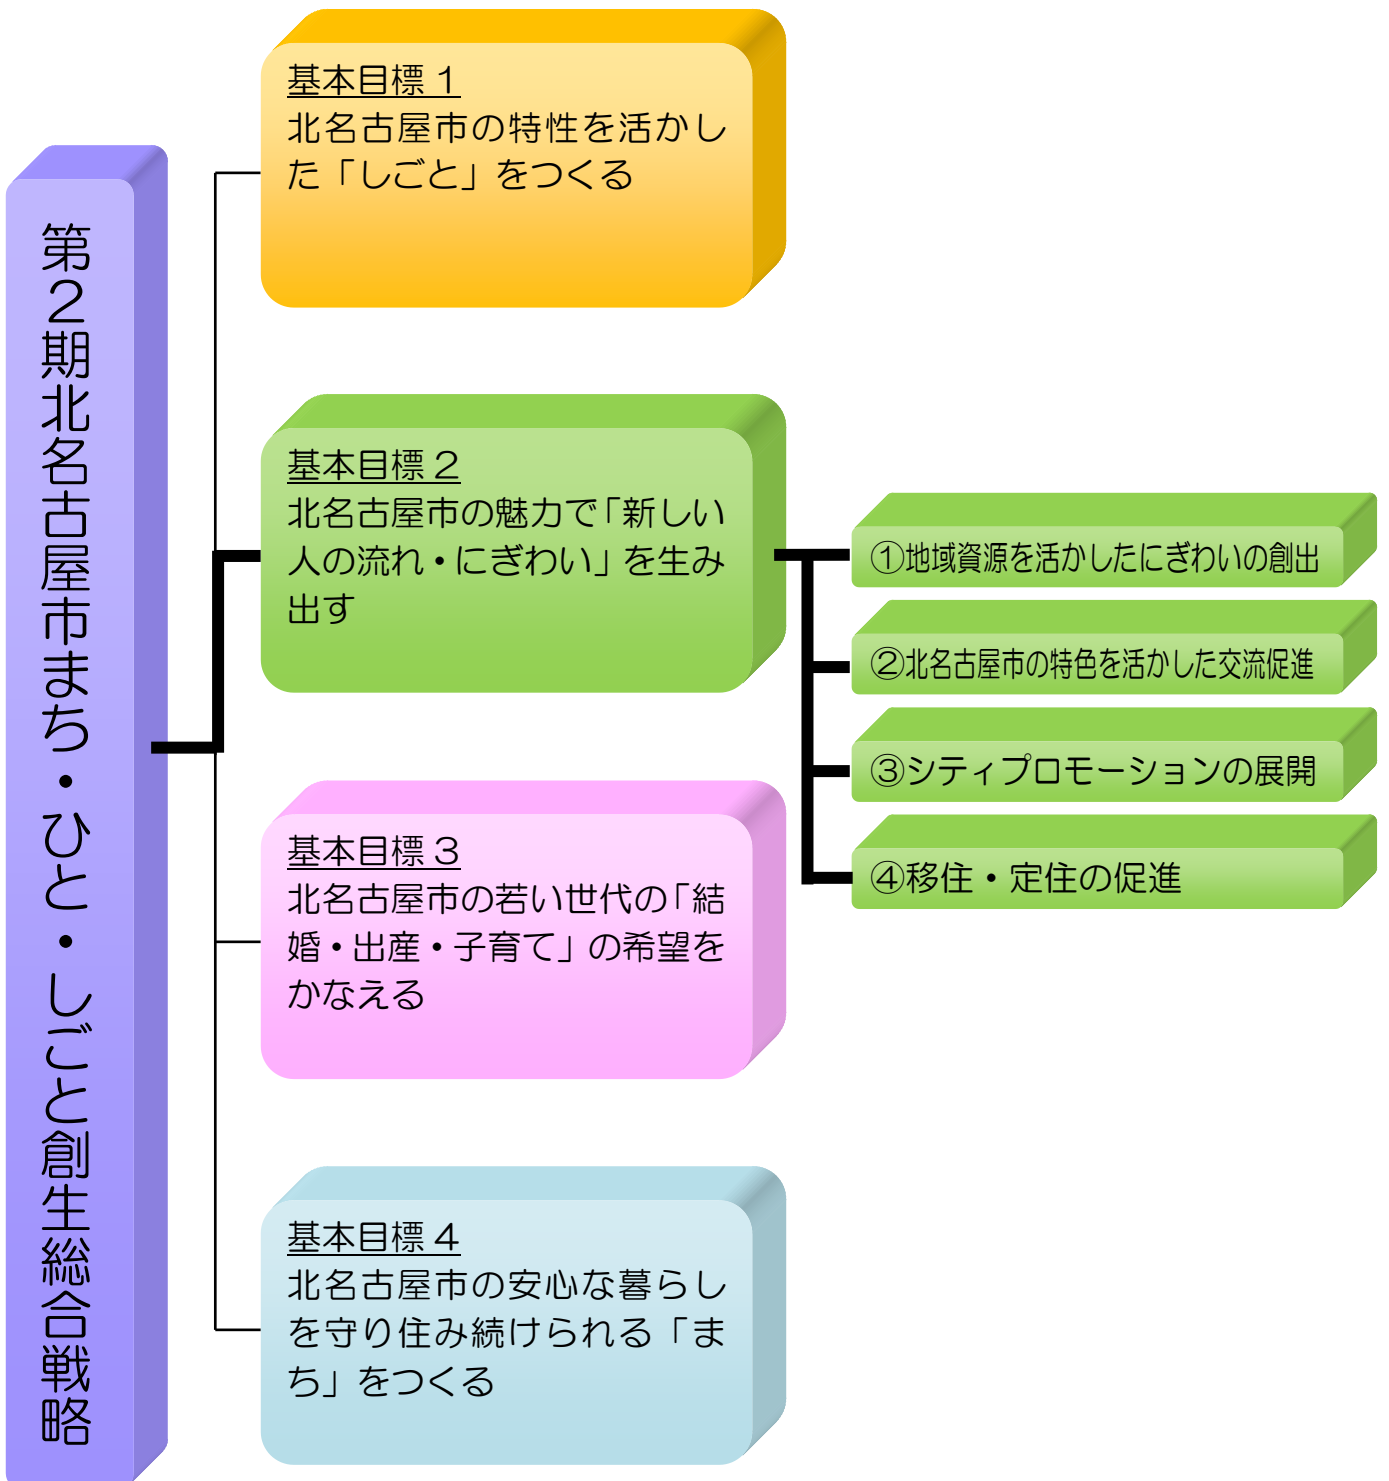 第2期北名古屋市まち・ひと・しごと創生総合戦略
基本目標 1
北名古屋市の特性を活かし
た「しごと」をつくる
基本目標 2
北名古屋市の魅力で「新しい
人の流れ・にぎわい」を生み
出す
①地域資源を活かしたにぎわいの創出
②北名古屋市の特色を活かした交流促進
③シティプロモーションの展開
④移住・定住の促進
基本目標 3
北名古屋市の若い世代の「結
婚・出産・子育て」の希望を
かなえる
基本目標 4
北名古屋市の安心な暮らし
を守り住み続けられる「ま
ち」をつくる